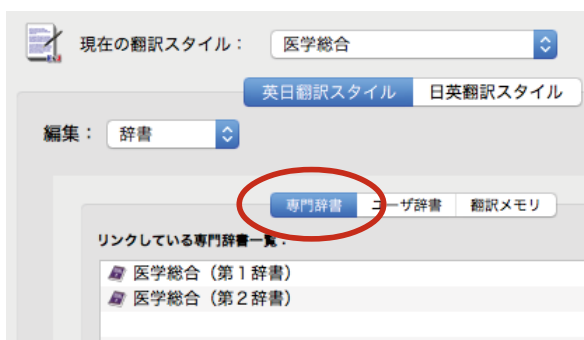 現在の翻訳スタイル： 医学総合
英日翻訳スタイル 日英翻訳スタイル
編集： 辞書
専門辞書 ユーザ辞書 翻訳メモリ
リンクしている専門辞書一覧：
医学総合（第１辞書）
医学総合（第２辞書）